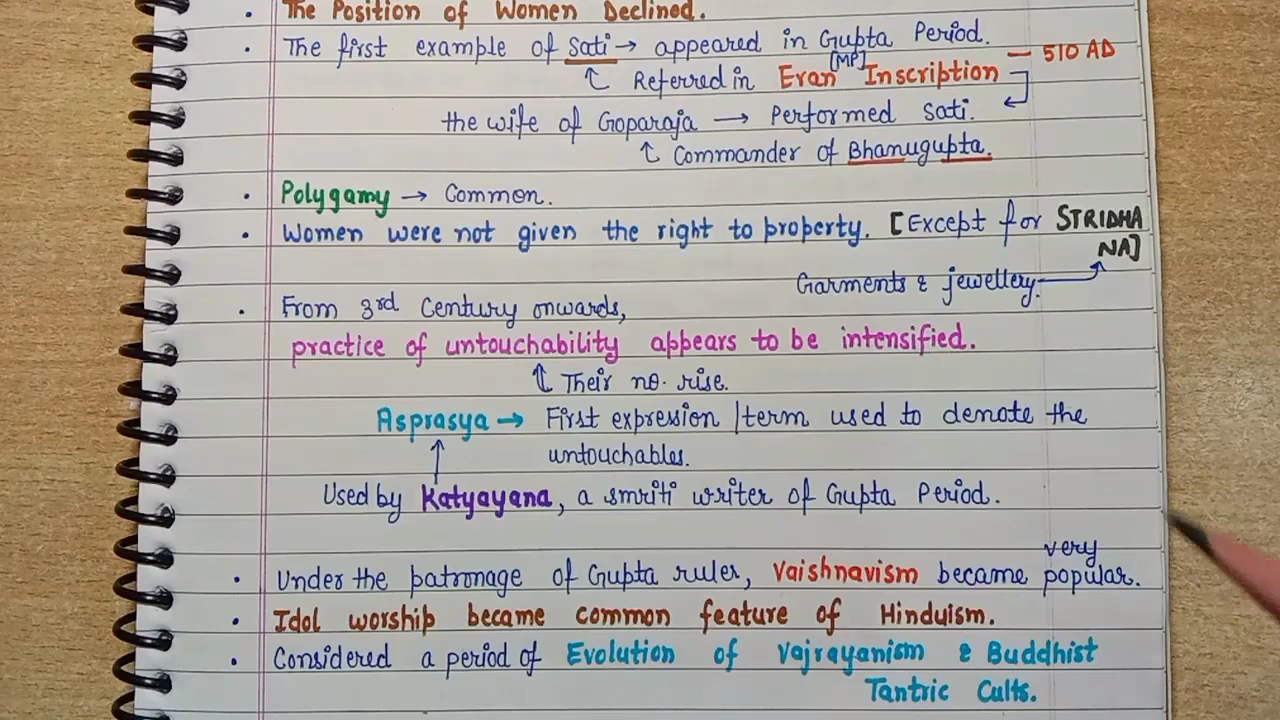 • The Position of Women Declined.
• The first example of Sati → appeared in Gupta Period.
↑ Referred in Eran [MP] Inscription — 510 AD
the wife of Goparaja → Performed sati.
↑ Commander of Bhanugupta.
• Polygamy → Common.
• Women were not given the right to property. [Except for STRIDHA
NA]
Garments & jewellery.
• From 3rd Century onwards,
practice of untouchability appears to be intensified.
↑ Their no. rise.
Asprasya → First expression /term used to denote the
untouchables.
Used by Katyayana, a smriti writer of Gupta Period.
very
• Under the patronage of Gupta ruler, Vaishnavism became popular.
• Idol worship became common feature of Hinduism.
• Considered a period of Evolution of Vajrayanism & Buddhist
Tantric Cults.